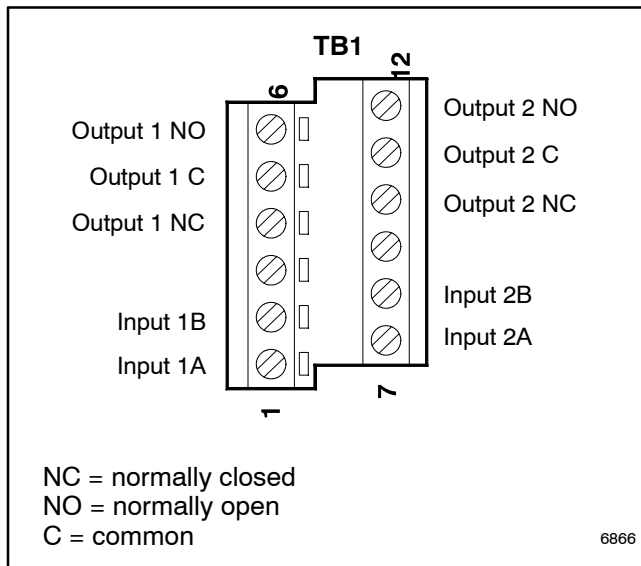 TB1
6
12
Output 1 NO
Output 1 C
Output 1 NC
Input 1B
Input 1A
Output 2 NO
Output 2 C
Output 2 NC
Input 2B
Input 2A
1
7
NC = normally closed
NO = normally open
C = common
6866